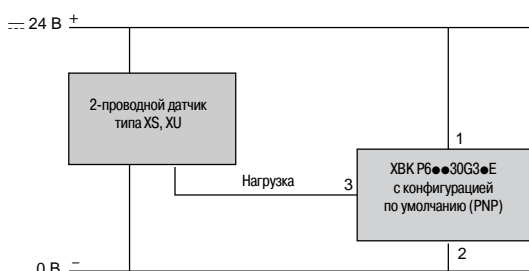 ⎓ 24 В +
2-проводной датчик
типа XS, XU
Нагрузка
1
3
XBK P6●●30G3●E
с конфигурацией
по умолчанию (PNP)
2
0 В −